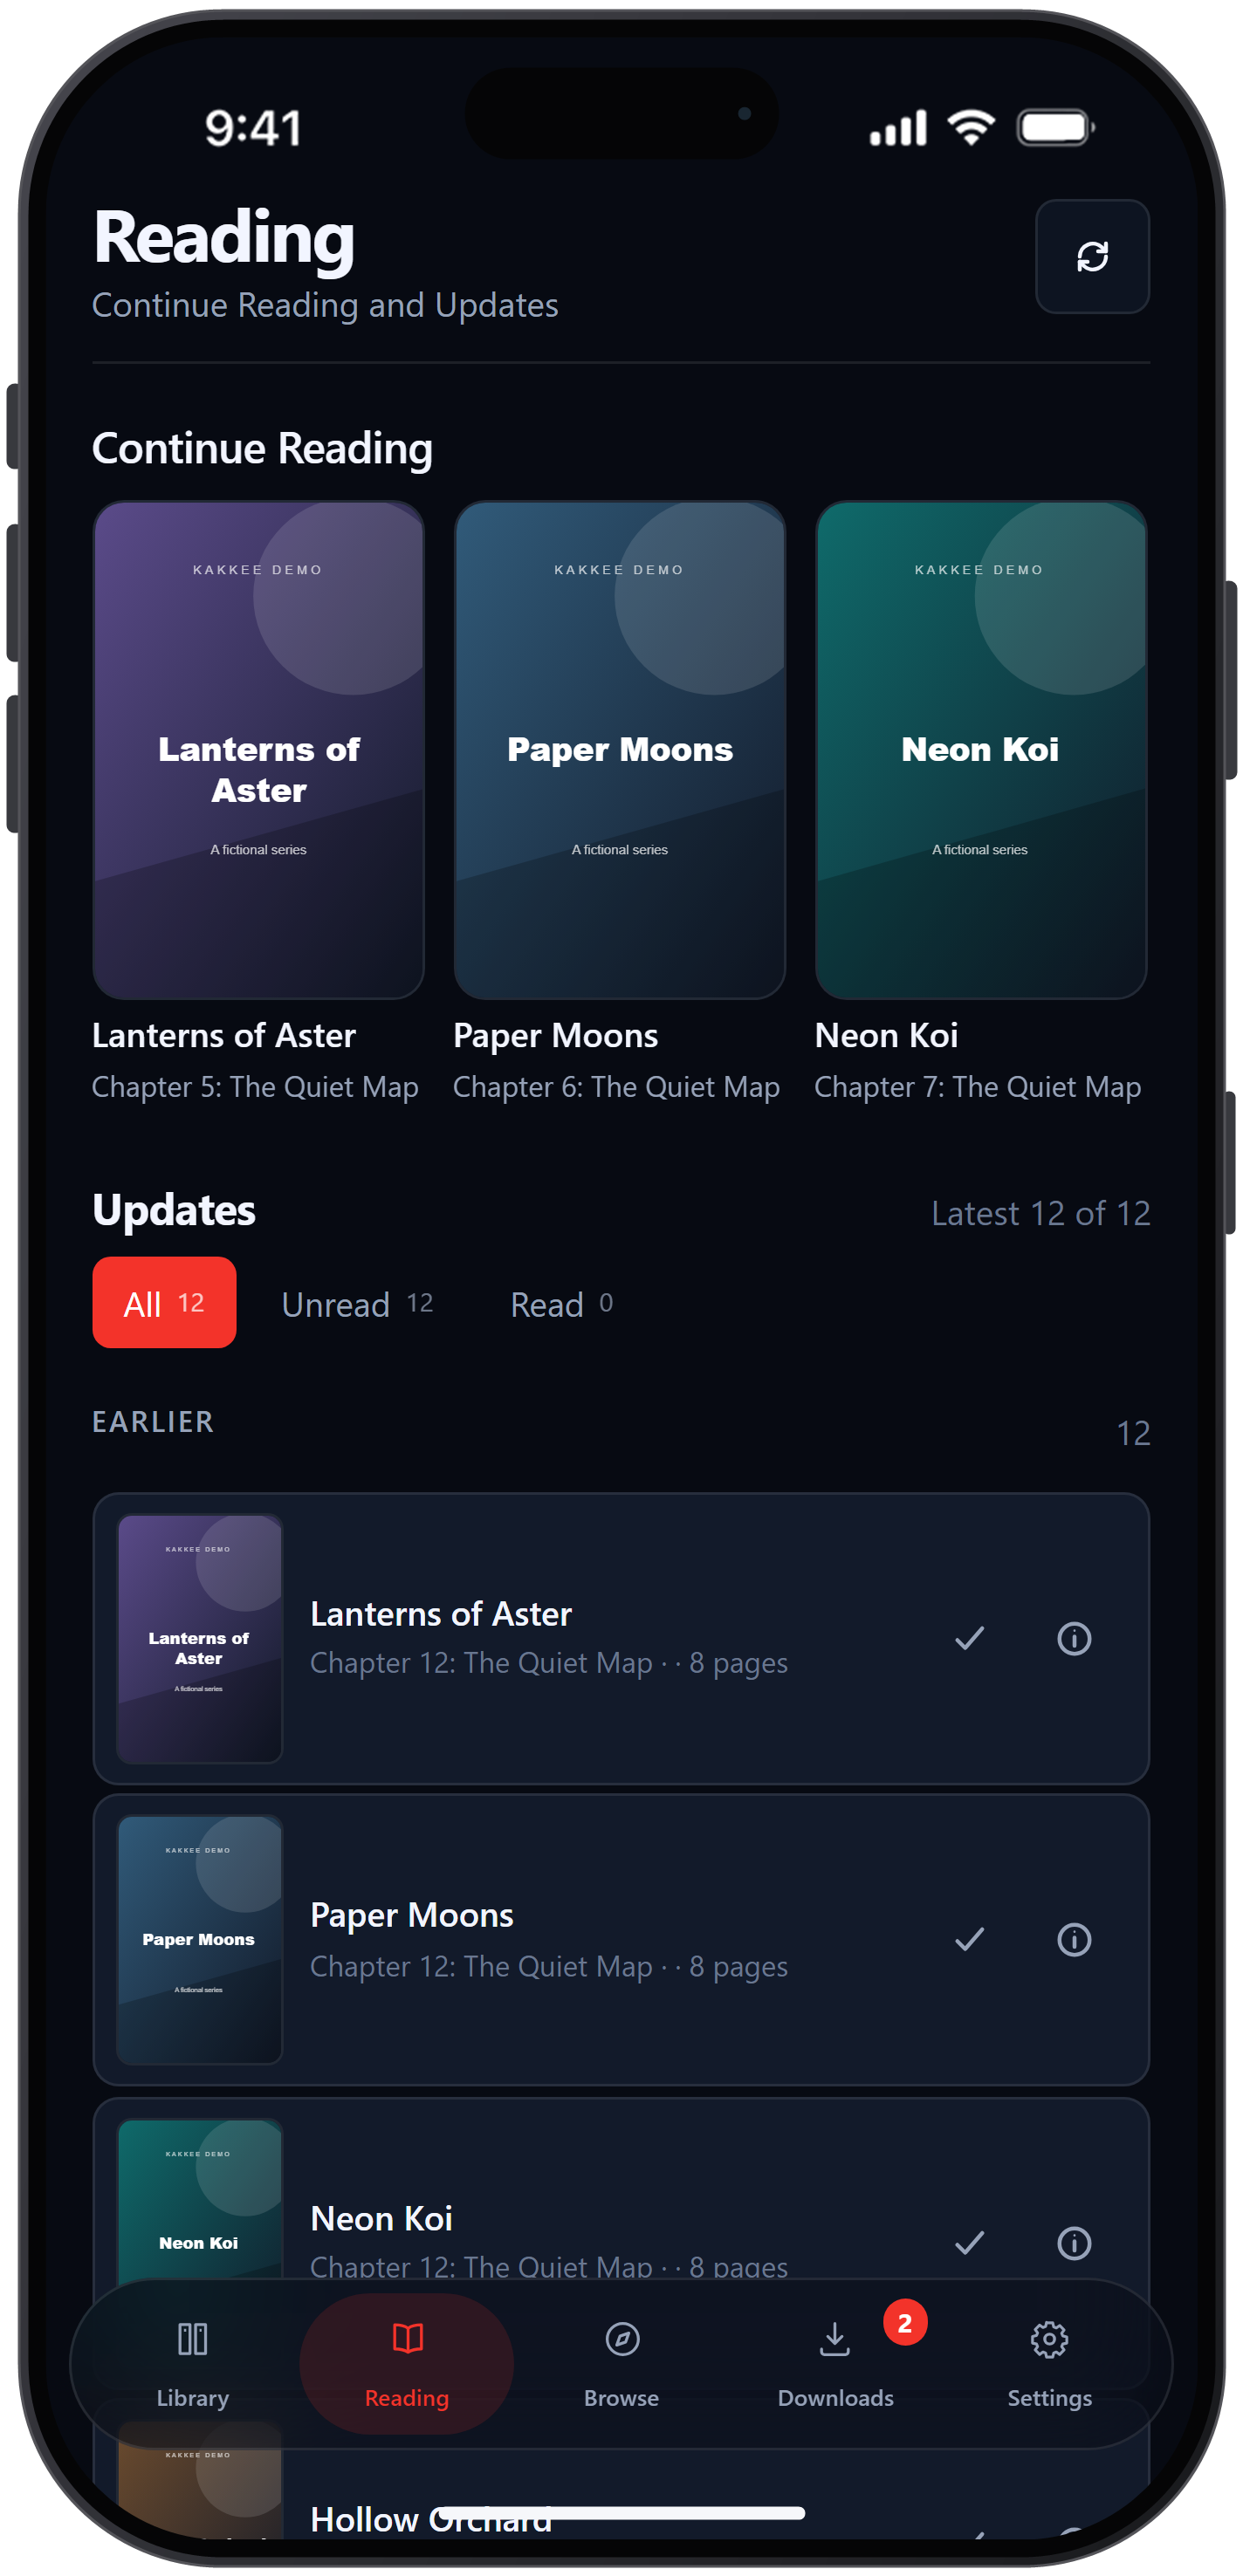 9:41
Reading
Continue Reading and Updates
Continue Reading
KAKKEE DEMO
Lanterns of
Aster
A fictional series
KAKKEE DEMO
Paper Moons
A fictional series
KAKKEE DEMO
Neon Koi
A fictional series
Lanterns of Aster
Chapter 5: The Quiet Map
Paper Moons
Chapter 6: The Quiet Map
Neon Koi
Chapter 7: The Quiet Map
Updates
Latest 12 of 12
All 12
Unread 12
Read 0
EARLIER
12
KAKKEE DEMO
Lanterns of
Aster
A fictional series
Lanterns of Aster
Chapter 12: The Quiet Map · · 8 pages
KAKKEE DEMO
Paper Moons
A fictional series
Paper Moons
Chapter 12: The Quiet Map · · 8 pages
KAKKEE DEMO
Neon Koi
Neon Koi
Chapter 12: The Quiet Map · · 8 pages
Library
Reading
Browse
2
Downloads
Settings
KAKKEE DEMO
Hollow Orchard